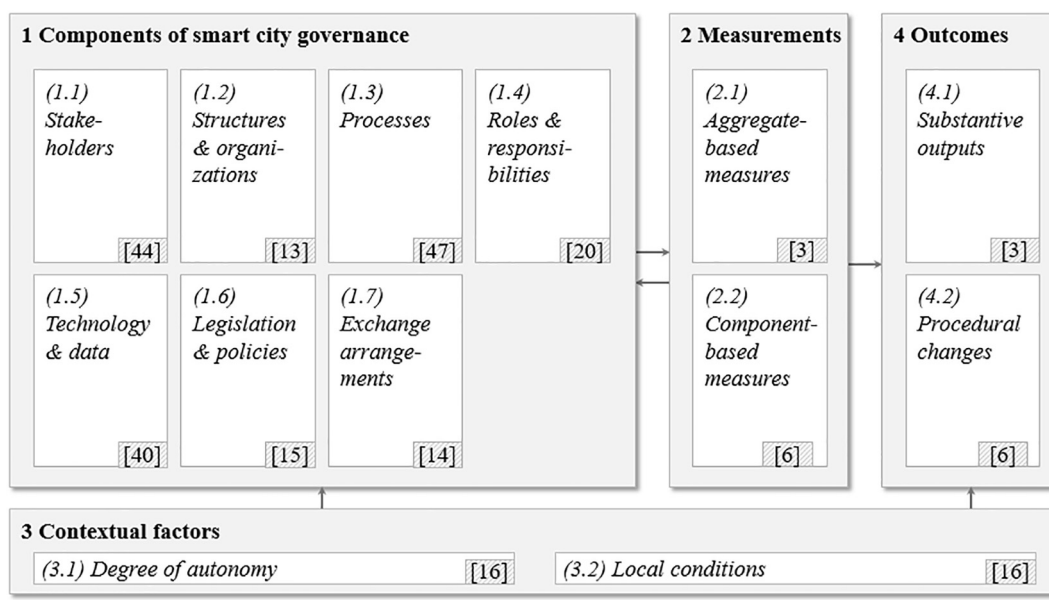 1 Components of smart city governance
(1.1)
Stake-
holders
[44]
(1.2)
Structures
& organi-
zations
[13]
(1.3)
Processes
[47]
(1.4)
Roles &
responsi-
bilities
[20]
(1.5)
Technology
& data
[40]
(1.6)
Legislation
& policies
[15]
(1.7)
Exchange
arrange-
ments
[14]
2 Measurements
(2.1)
Aggregate-
based
measures
[3]
(2.2)
Component-
based
measures
[6]
4 Outcomes
(4.1)
Substantive
outputs
[3]
(4.2)
Procedural
changes
[6]
3 Contextual factors
(3.1) Degree of autonomy
[16]
(3.2) Local conditions
[16]